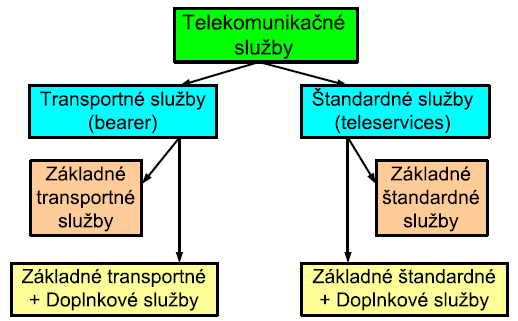 Telekomunikačné
služby
Transportné služby
(bearer)
Štandardné služby
(teleservices)
Základné
transportné
služby
Základné
štandardné
služby
Základné transportné
+ Doplnkové služby
Základné štandardné
+ Doplnkové služby